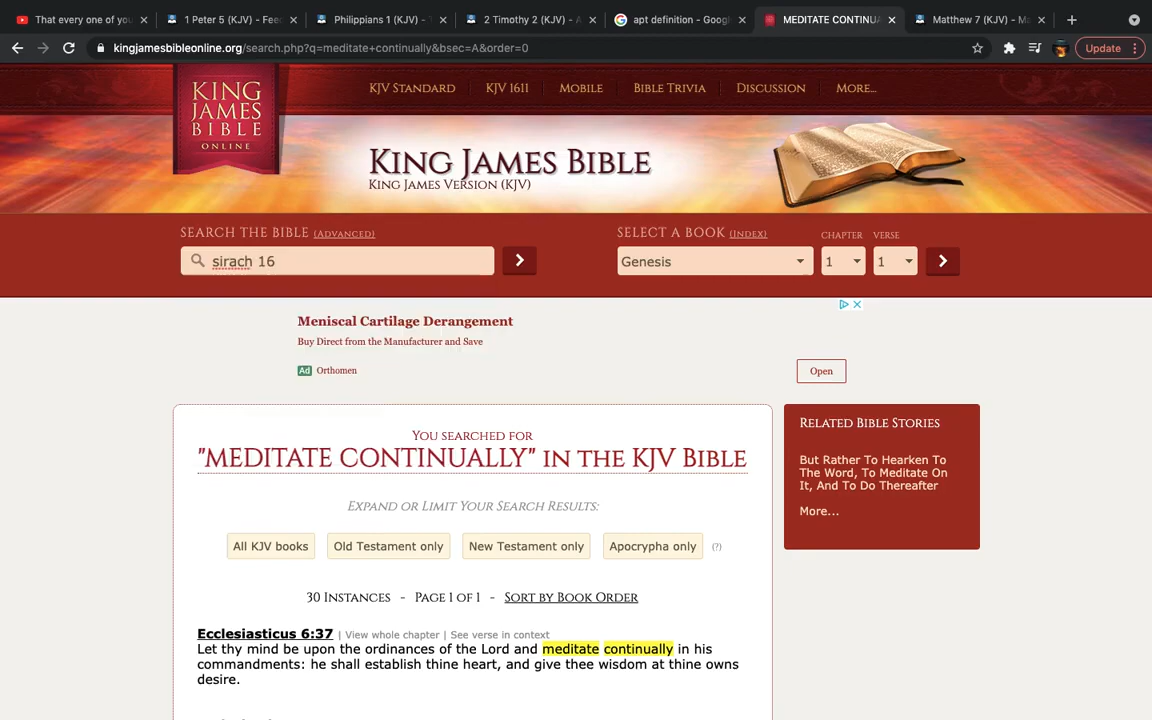 That every one of you
1 Peter 5 (KJV) - Fee
Philippians 1 (KJV) -
2 Timothy 2 (KJV) - A
apt definition - Googl
MEDITATE CONTINUA
Matthew 7 (KJV) - Ma
kingjamesbibleonline.org/search.php?q=meditate+continually&bsec=A&order=0
Update
KING
JAMES
BIBLE
ONLINE
KJV STANDARD
KJV 1611
MOBILE
BIBLE TRIVIA
DISCUSSION
MORE...
KING JAMES BIBLE
KING JAMES VERSION (KJV)
SEARCH THE BIBLE (ADVANCED)
SELECT A BOOK (INDEX)
CHAPTER
VERSE
sirach 16
Genesis
1
1
Meniscal Cartilage Derangement
Buy Direct from the Manufacturer and Save
Ad Orthomen
Open
YOU SEARCHED FOR
"MEDITATE CONTINUALLY" IN THE KJV BIBLE
EXPAND OR LIMIT YOUR SEARCH RESULTS:
All KJV books
Old Testament only
New Testament only
Apocrypha only
(?)
30 INSTANCES - PAGE 1 OF 1 - SORT BY BOOK ORDER
Ecclesiasticus 6:37 | View whole chapter | See verse in context
Let thy mind be upon the ordinances of the Lord and meditate continually in his
commandments: he shall establish thine heart, and give thee wisdom at thine owns
desire.
RELATED BIBLE STORIES
But Rather To Hearken To
The Word, To Meditate On
It, And To Do Thereafter
More...